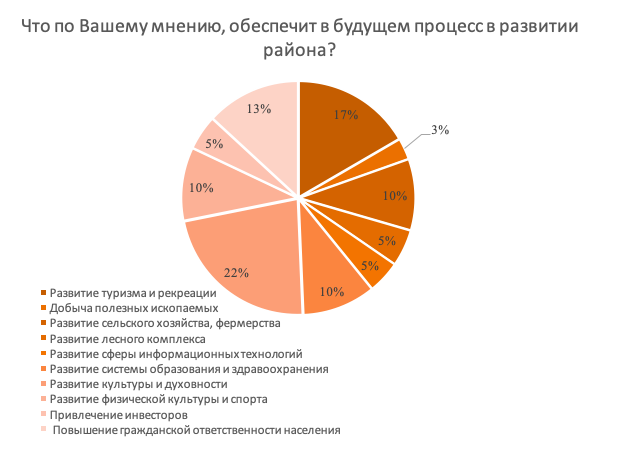 Что по Вашему мнению, обеспечит в будущем процесс в развитии
района?
13%
17%
3%
5%
10%
10%
5%
5%
22%
10%
Развитие туризма и рекреации
Добыча полезных ископаемых
Развитие сельского хозяйства, фермерства
Развитие лесного комплекса
Развитие сферы информационных технологий
Развитие системы образования и здравоохранения
Развитие культуры и духовности
Развитие физической культуры и спорта
Привлечение инвесторов
Повышение гражданской ответственности населения